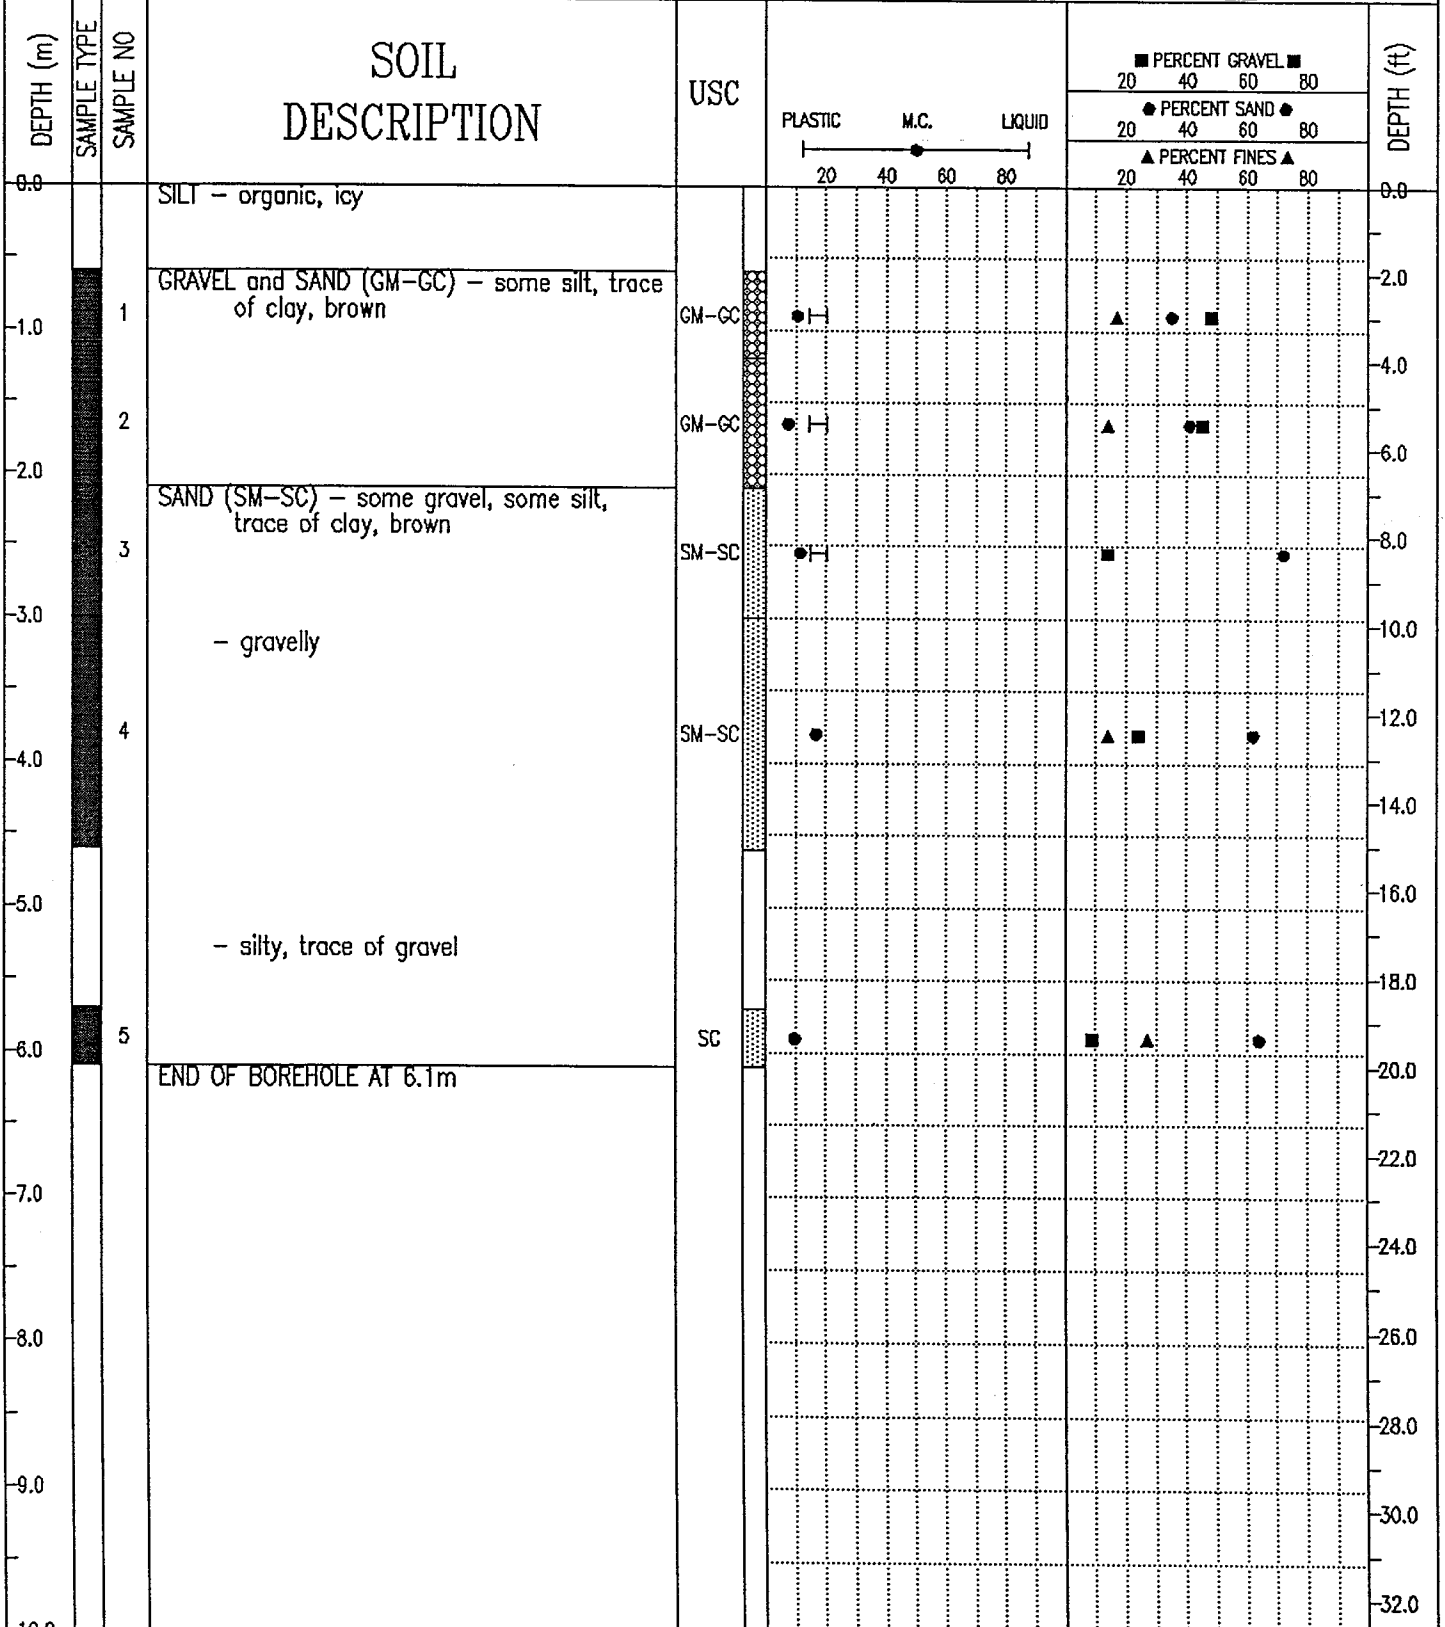 DEPTH (m)
SAMPLE TYPE
SAMPLE NO
SOIL
DESCRIPTION
USC
PLASTIC M.C. LIQUID
20 40 60 80
■ PERCENT GRAVEL ■
20 40 60 80
● PERCENT SAND ●
20 40 60 80
▲ PERCENT FINES ▲
20 40 60 80
DEPTH (ft)
0.0
SILT – organic, icy
0.0
GRAVEL and SAND (GM-GC) – some silt, trace
of clay, brown
2.0
1
GM-GC
1.0
4.0
2
GM-GC
6.0
2.0
SAND (SM-SC) – some gravel, some silt,
trace of clay, brown
3
SM-SC
8.0
3.0
10.0
– gravelly
4
SM-SC
12.0
4.0
14.0
16.0
5.0
– silty, trace of gravel
18.0
5
SC
6.0
20.0
END OF BOREHOLE AT 6.1m
22.0
7.0
24.0
8.0
26.0
28.0
9.0
30.0
32.0